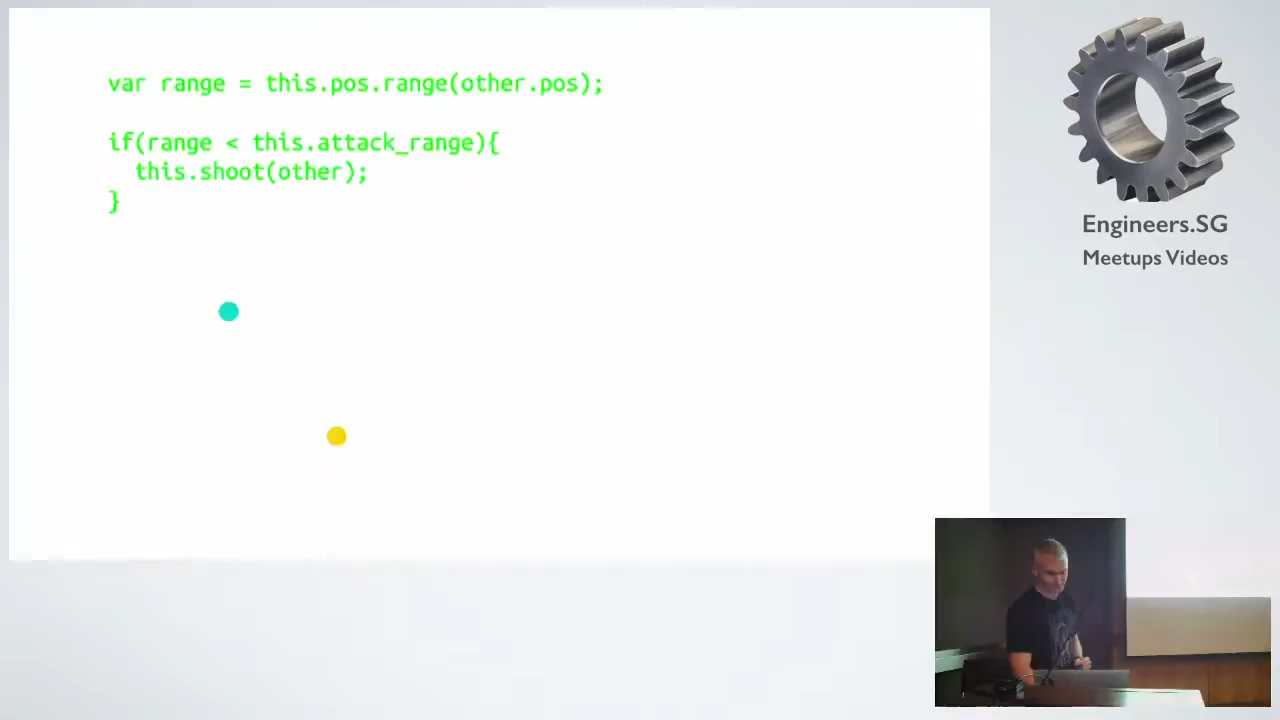 var range = this.pos.range(other.pos);
if(range < this.attack_range){
  this.shoot(other);
}
Engineers.SG
Meetups Videos